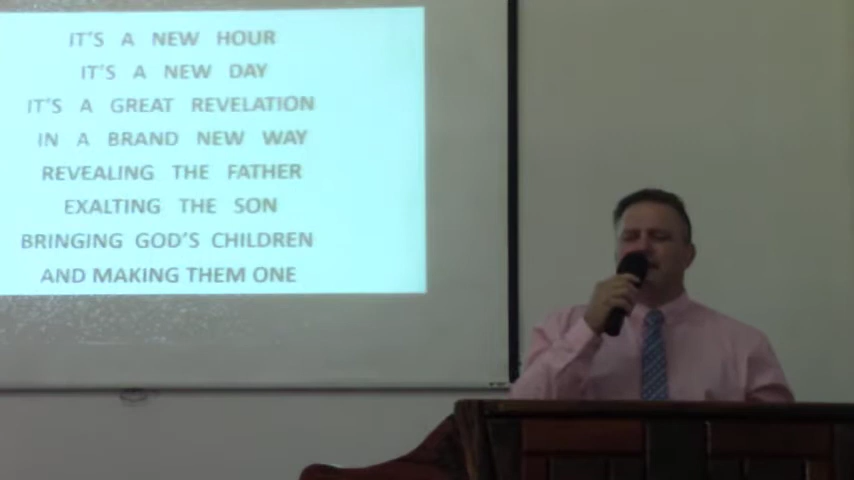 IT'S A NEW HOUR
IT'S A NEW DAY
IT'S A GREAT REVELATION
IN A BRAND NEW WAY
REVEALING THE FATHER
EXALTING THE SON
BRINGING GOD'S CHILDREN
AND MAKING THEM ONE